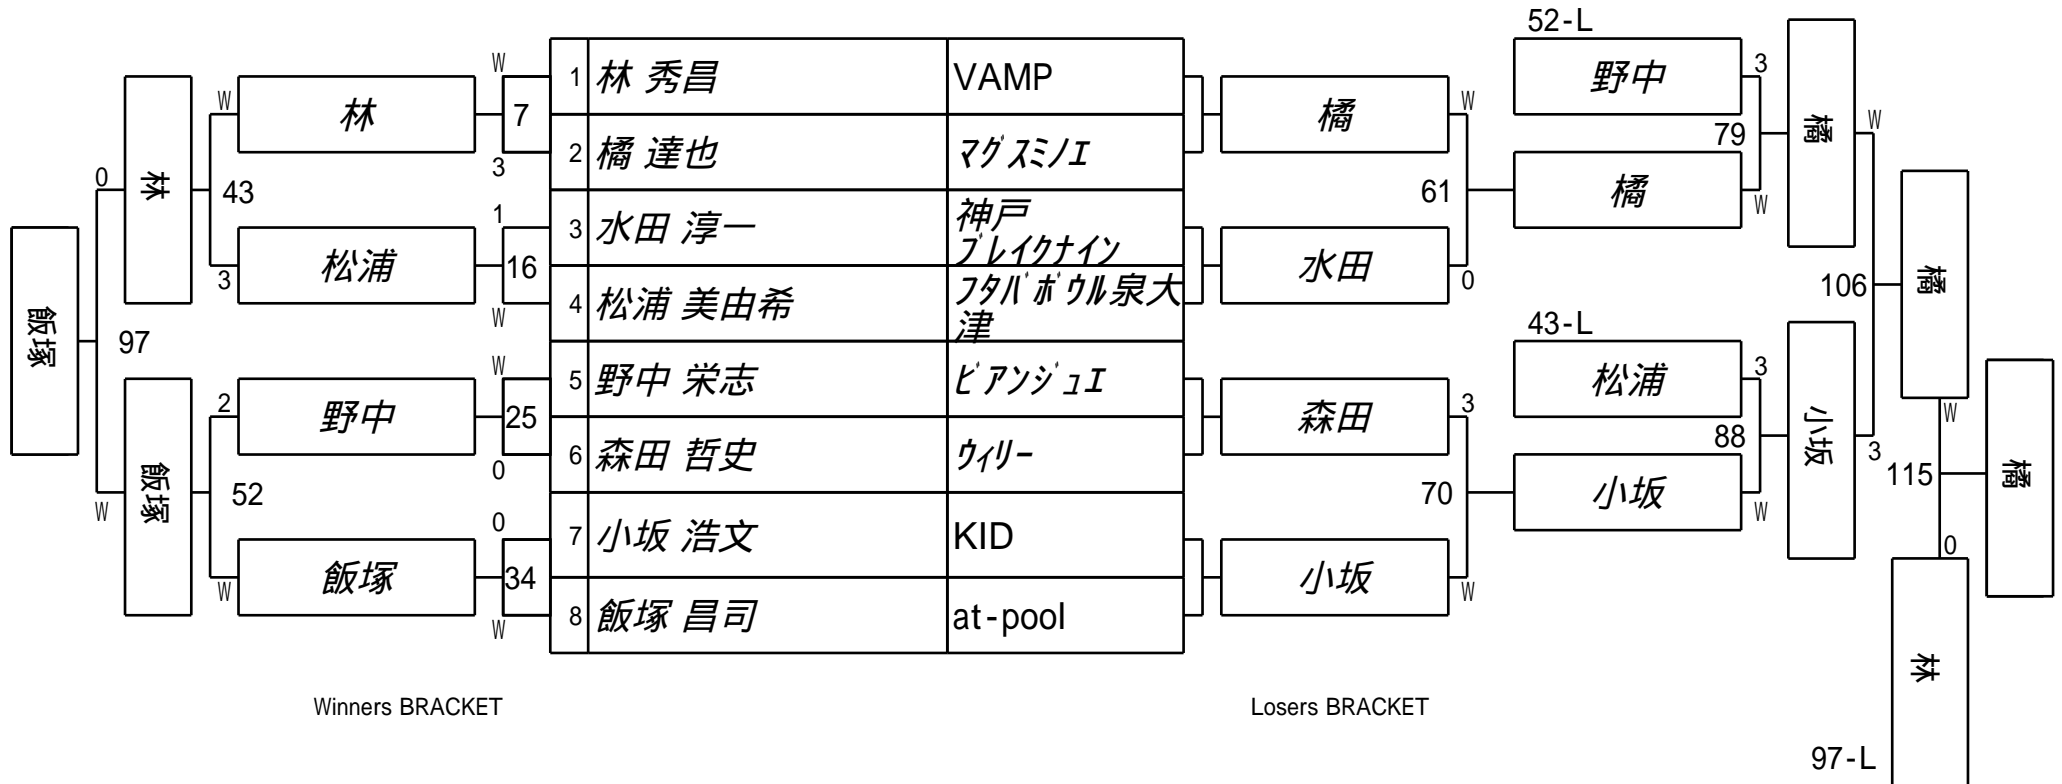 飯塚
0
97
W
林
飯塚
W
林
43
3
松浦
2
野中
52
W
飯塚
W
7
3
1
16
W
W
25
0
0
34
W
1 林 秀昌 VAMP
2 橘 達也 マグスミノエ
3 水田 淳一 神戸
ブレイクナイン
4 松浦 美由希 フタバボウル泉大
津
5 野中 栄志 ビアンジュエ
6 森田 哲史 ウィリー
7 小坂 浩文 KID
8 飯塚 昌司 at-pool
橘
W
61
水田
0
森田
3
70
小坂
W
52-L
野中
3
79
橘
W
43-L
松浦
3
88
小坂
W
橘
W
106
小坂
3
橘
W
115
橘
0
林
97-L
Winners BRACKET
Losers BRACKET